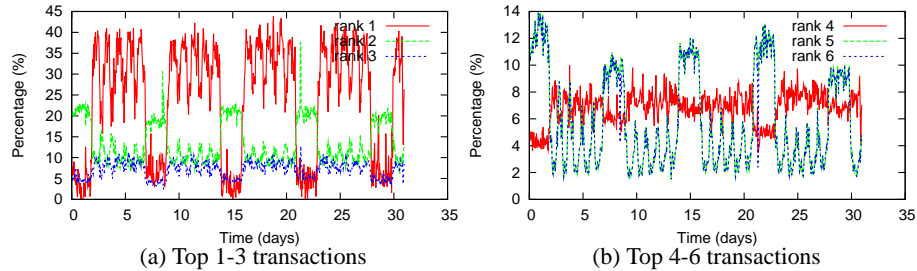 45
40
35
30
25
20
15
10
5
0
Percentage (%)
rank 1
rank 2
rank 3
0 5 10 15 20 25 30 35
Time (days)
(a) Top 1-3 transactions
14
12
10
8
6
4
2
0
Percentage (%)
rank 4
rank 5
rank 6
0 5 10 15 20 25 30 35
Time (days)
(b) Top 4-6 transactions